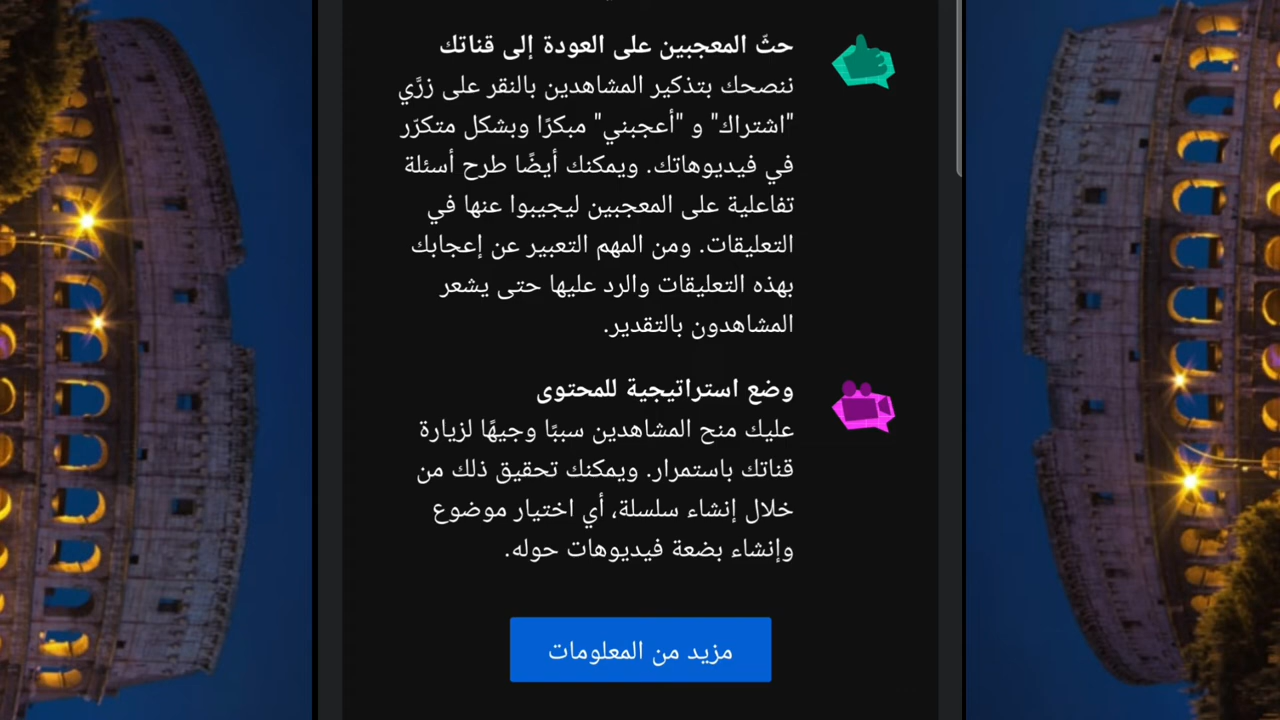 حثّ المعجبين على العودة إلى قناتك
ننصحك بتذكير المشاهدين بالنقر على زرَّي
"اشتراك" و "أعجبني" مبكرًا وبشكل متكرّر
في فيديوهاتك. ويمكنك أيضًا طرح أسئلة
تفاعلية على المعجبين ليجيبوا عنها في
التعليقات. ومن المهم التعبير عن إعجابك
بهذه التعليقات والرد عليها حتى يشعر
المشاهدون بالتقدير.
وضع استراتيجية للمحتوى
عليك منح المشاهدين سببًا وجيهًا لزيارة
قناتك باستمرار. ويمكنك تحقيق ذلك من
خلال إنشاء سلسلة، أي اختيار موضوع
وإنشاء بضعة فيديوهات حوله.
مزيد من المعلومات